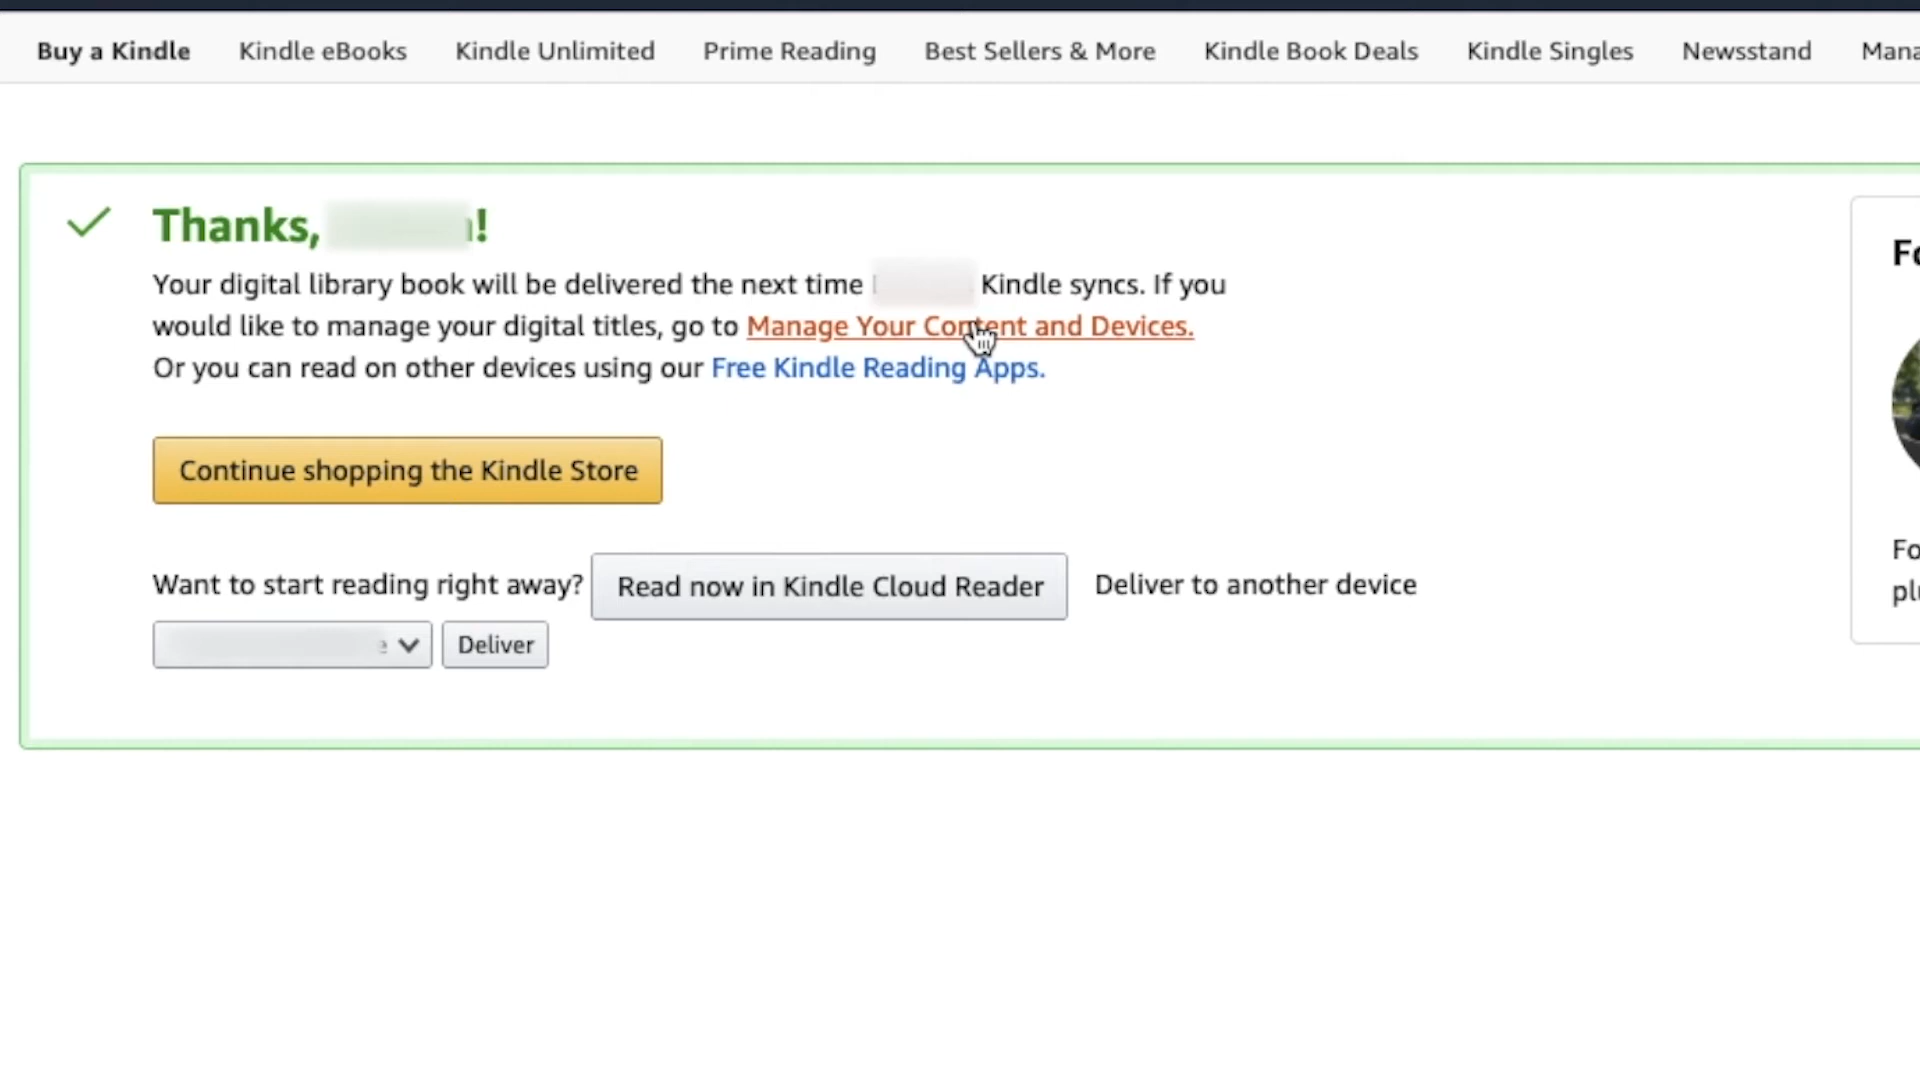 Buy a Kindle Kindle eBooks Kindle Unlimited Prime Reading Best Sellers & More Kindle Book Deals Kindle Singles Newsstand Mana
Thanks, !
Your digital library book will be delivered the next time Kindle syncs. If you
would like to manage your digital titles, go to Manage Your Content and Devices.
Or you can read on other devices using our Free Kindle Reading Apps.
Continue shopping the Kindle Store
Want to start reading right away? Read now in Kindle Cloud Reader Deliver to another device
Deliver
Fo
Fo
plu